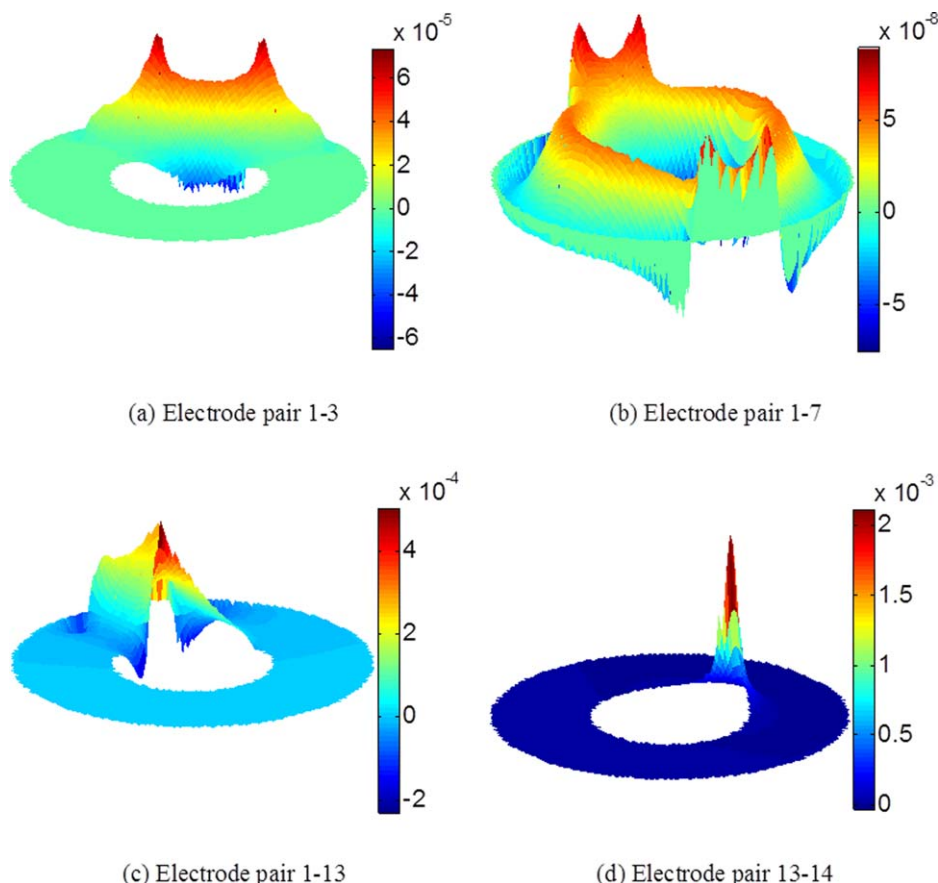 x 10-5
6
4
2
0
-2
-4
-6
(a) Electrode pair 1-3
x 10-8
5
0
-5
(b) Electrode pair 1-7
x 10-4
4
2
0
-2
(c) Electrode pair 1-13
x 10-3
2
1.5
1
0.5
0
(d) Electrode pair 13-14